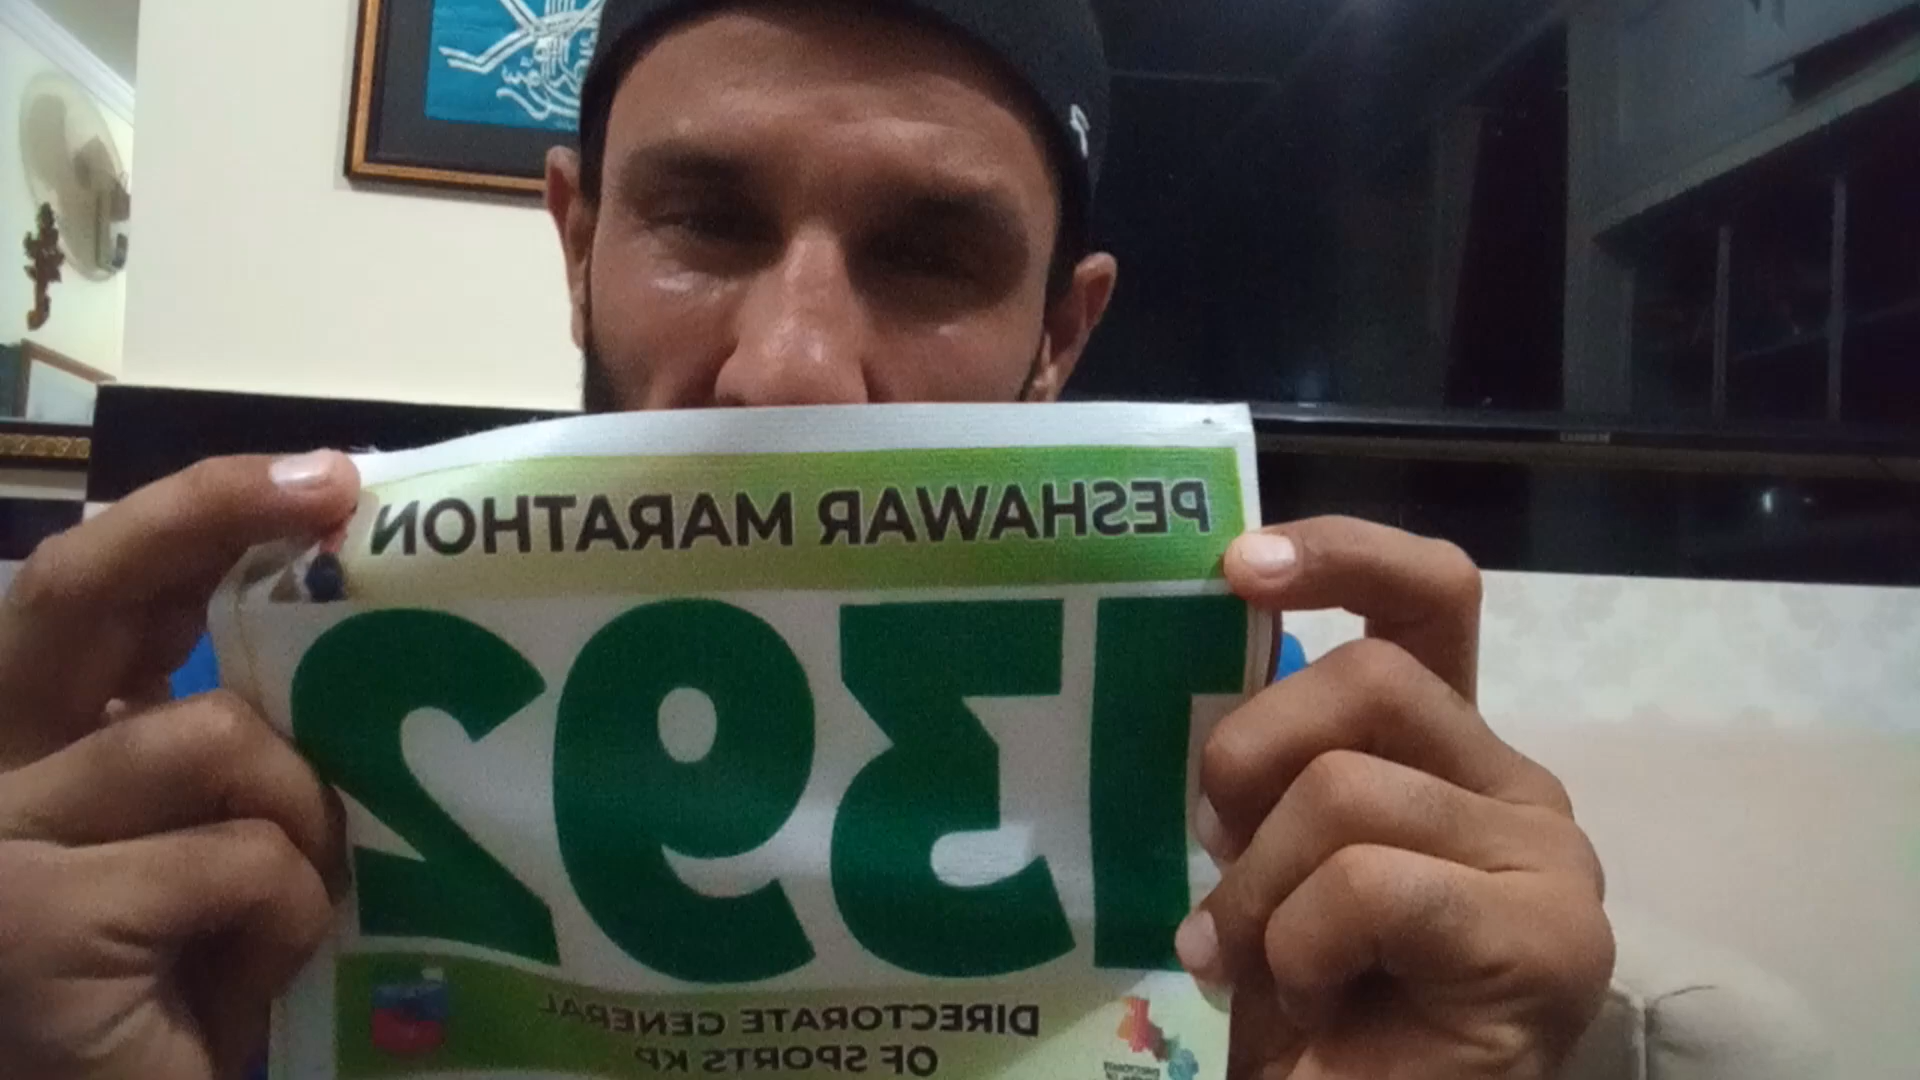 PESHAWAR MARATHON
1392
DIRECTORATE GENERAL
OF SPORTS KP